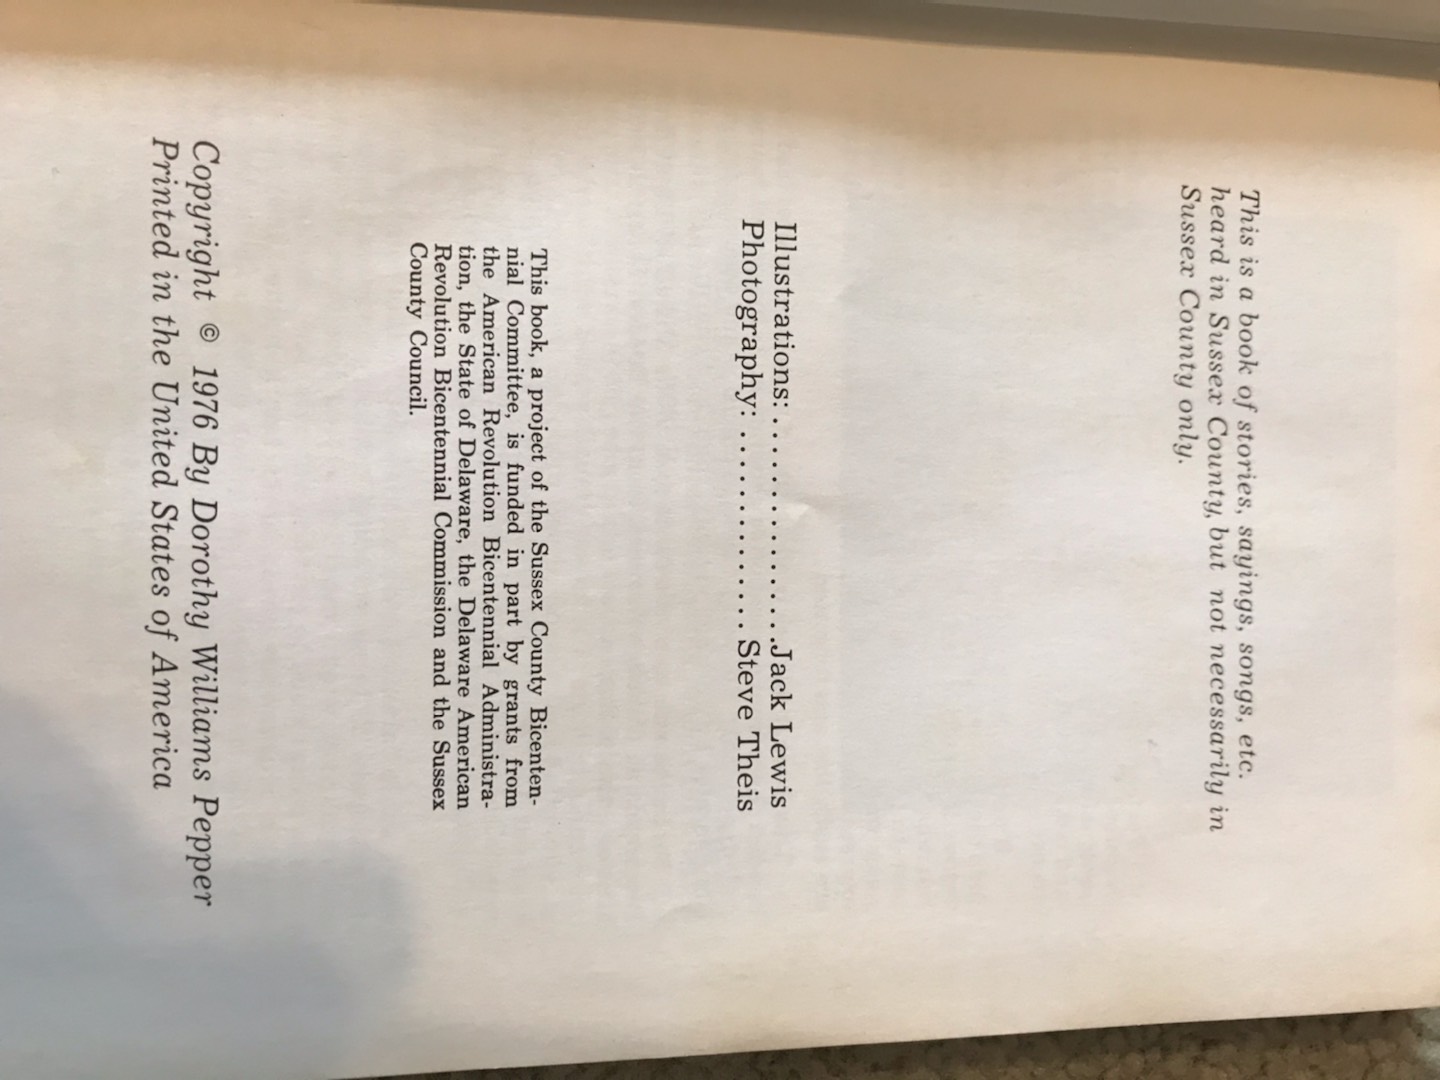 This is a book of stories, sayings, songs, etc.
heard in Sussex County, but not necessarily in
Sussex County only.
Illustrations: ...............Jack Lewis
Photography: .............. Steve Theis
This book, a project of the Sussex County Bicenten-
nial Committee, is funded in part by grants from
the American Revolution Bicentennial Administra-
tion, the State of Delaware, the Delaware American
Revolution Bicentennial Commission and the Sussex
County Council.
Copyright © 1976 By Dorothy Williams Pepper
Printed in the United States of America